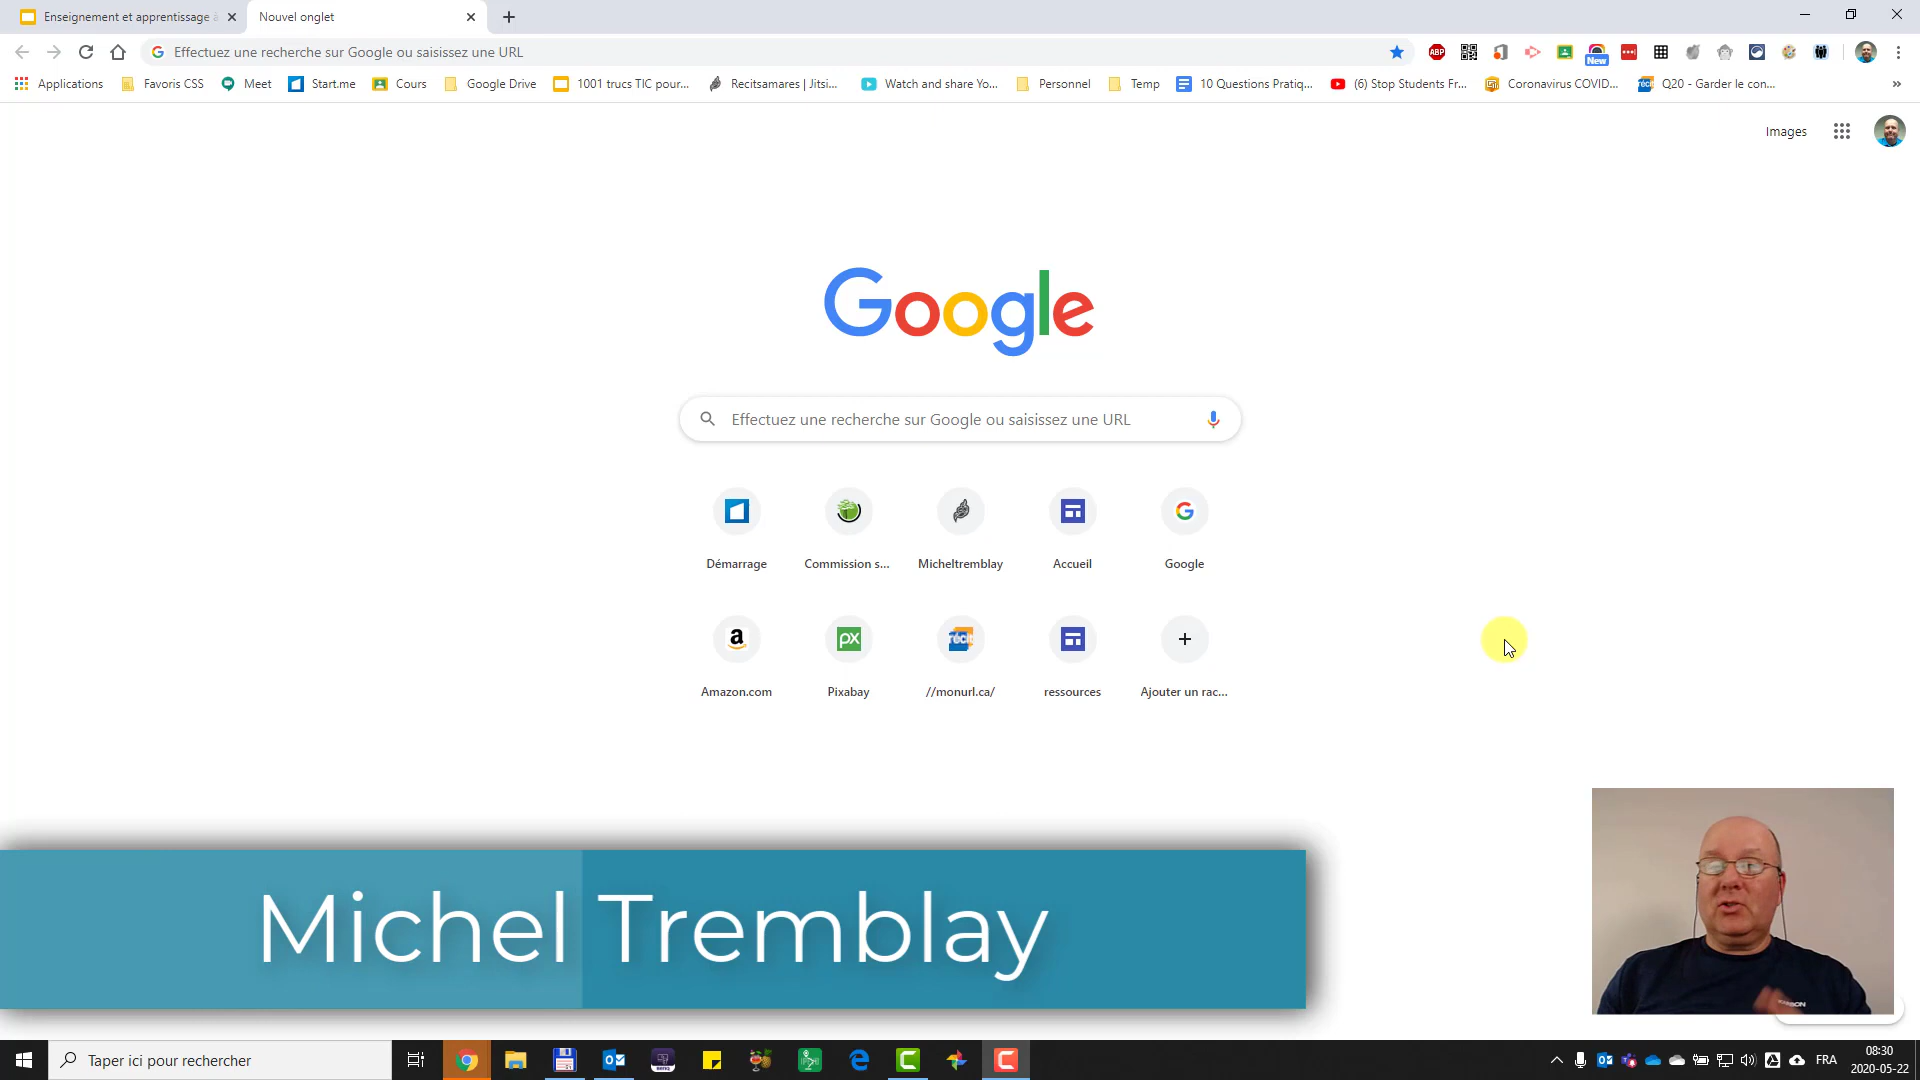 Enseignement et apprentissage à
Nouvel onglet
Effectuez une recherche sur Google ou saisissez une URL
ABP
New
Applications
Favoris CSS
Meet
Start.me
Cours
Google Drive
1001 trucs TIC pour...
Recitsamares | Jitsi...
Watch and share Yo...
Personnel
Temp
10 Questions Pratiq...
(6) Stop Students Fr...
Coronavirus COVID...
Q20 - Garder le con...
»
Images
Google
Effectuez une recherche sur Google ou saisissez une URL
Démarrage
Commission s...
Micheltremblay
Accueil
Google
Amazon.com
Pixabay
//monurl.ca/
ressources
Ajouter un rac...
Michel Tremblay
Taper ici pour rechercher
FRA
08:30
2020-05-22